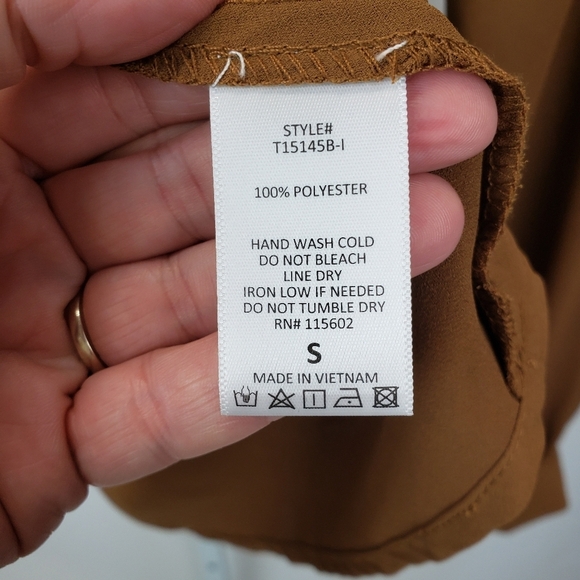 STYLE#
T15145B-I
100% POLYESTER
HAND WASH COLD
DO NOT BLEACH
LINE DRY
IRON LOW IF NEEDED
DO NOT TUMBLE DRY
RN# 115602
S
MADE IN VIETNAM